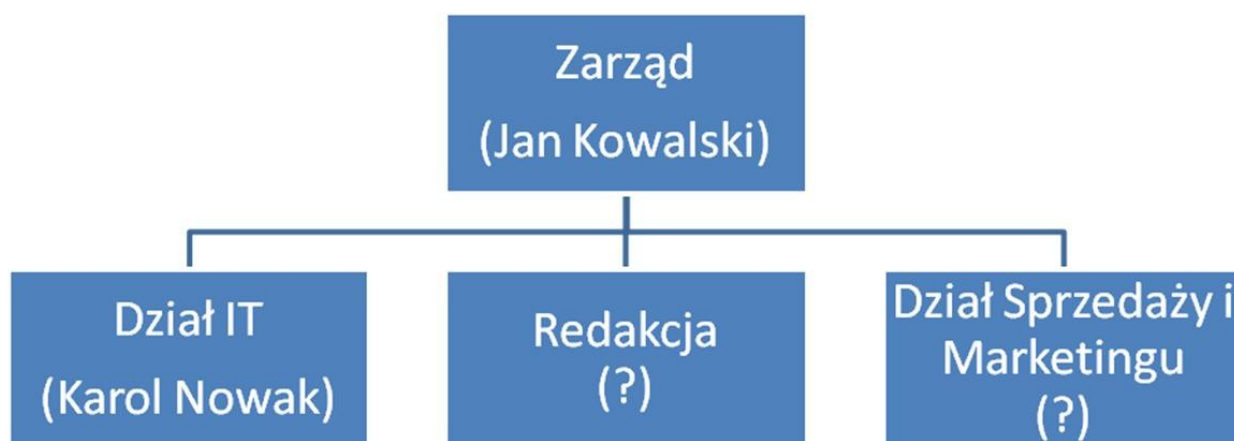 Zarząd
(Jan Kowalski)
Dział IT
(Karol Nowak)
Redakcja
(?)
Dział Sprzedaży i
Marketingu
(?)